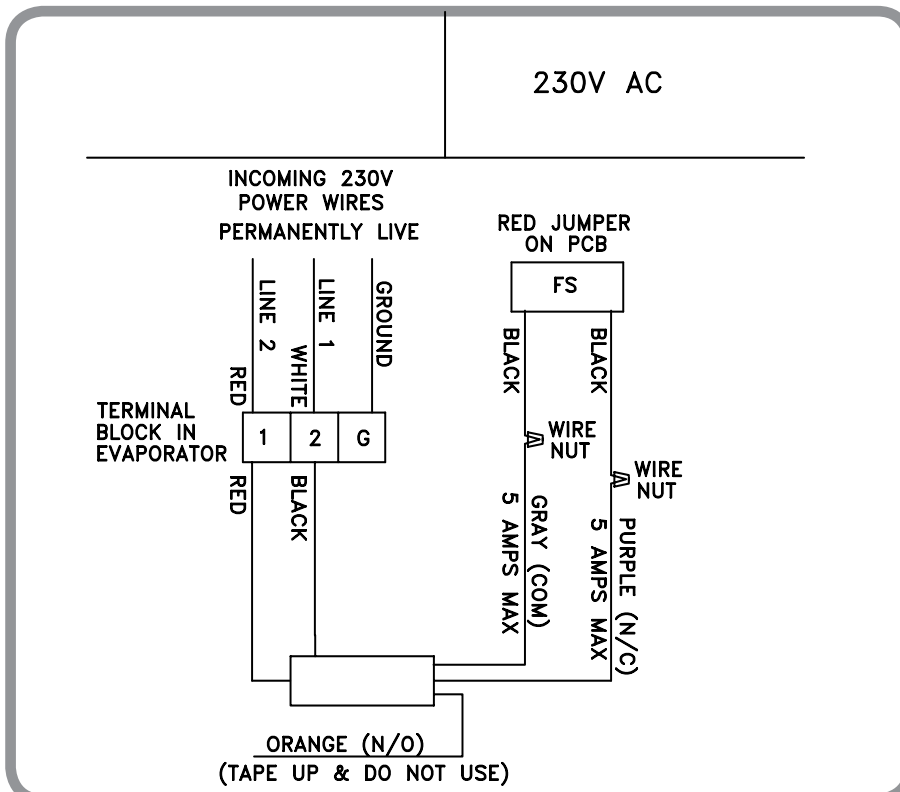 230V AC
INCOMING 230V
POWER WIRES
PERMANENTLY LIVE
RED JUMPER
ON PCB
FS
LINE 2
LINE 1
GROUND
RED
WHITE
BLACK
BLACK
TERMINAL
BLOCK IN
EVAPORATOR
1
2
G
WIRE
NUT
WIRE
NUT
RED
BLACK
GRAY (COM)
5 AMPS MAX
PURPLE (N/C)
5 AMPS MAX
ORANGE (N/O)
(TAPE UP & DO NOT USE)